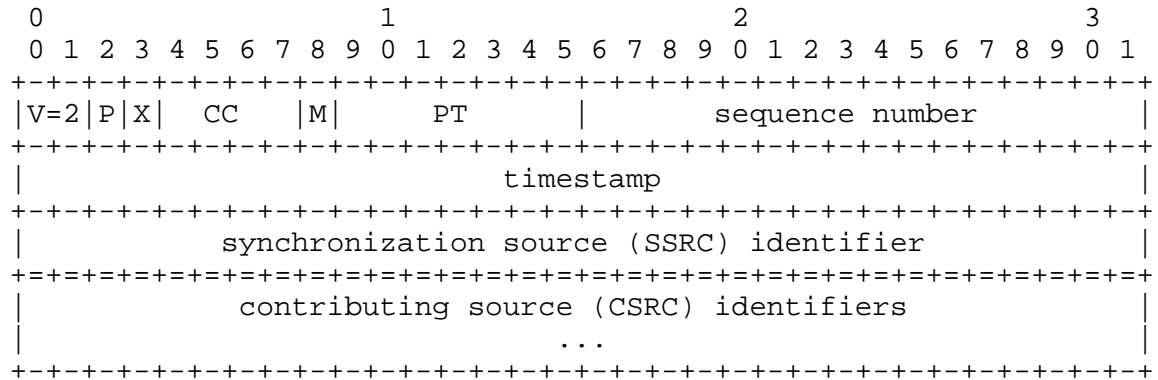 0                   1                   2                   3
 0 1 2 3 4 5 6 7 8 9 0 1 2 3 4 5 6 7 8 9 0 1 2 3 4 5 6 7 8 9 0 1
+-+-+-+-+-+-+-+-+-+-+-+-+-+-+-+-+-+-+-+-+-+-+-+-+-+-+-+-+-+-+-+-+
|V=2|P|X|  CC   |M|     PT      |       sequence number         |
+-+-+-+-+-+-+-+-+-+-+-+-+-+-+-+-+-+-+-+-+-+-+-+-+-+-+-+-+-+-+-+-+
|                           timestamp                           |
+-+-+-+-+-+-+-+-+-+-+-+-+-+-+-+-+-+-+-+-+-+-+-+-+-+-+-+-+-+-+-+-+
|           synchronization source (SSRC) identifier            |
+=+=+=+=+=+=+=+=+=+=+=+=+=+=+=+=+=+=+=+=+=+=+=+=+=+=+=+=+=+=+=+=+
|            contributing source (CSRC) identifiers             |
|                              ...                              |
+-+-+-+-+-+-+-+-+-+-+-+-+-+-+-+-+-+-+-+-+-+-+-+-+-+-+-+-+-+-+-+-+